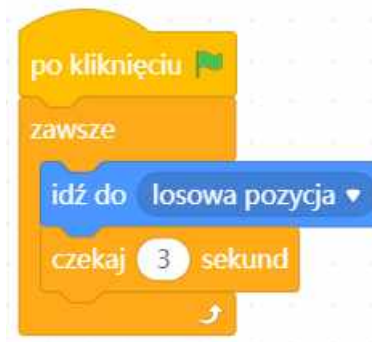 po kliknięciu
zawsze
idź do losowa pozycja
czekaj 3 sekund